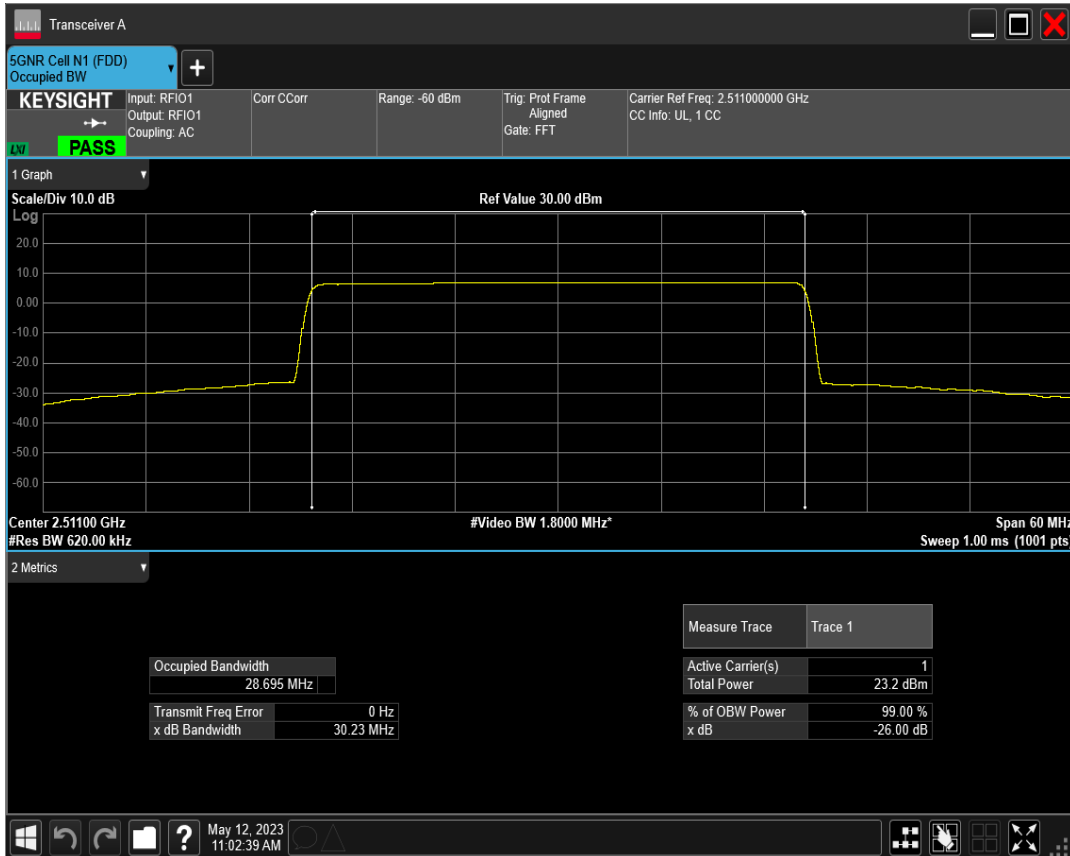 Transceiver A
5GNR Cell N1 (FDD)
Occupied BW
+
KEYSIGHT
LXI
PASS
Input: RFIO1
Output: RFIO1
Coupling: AC
Corr CCorr
Range: -60 dBm
Trig: Prot Frame
Aligned
Gate: FFT
Carrier Ref Freq: 2.511000000 GHz
CC Info: UL, 1 CC
1 Graph
Scale/Div 10.0 dB
Ref Value 30.00 dBm
Log
20.0
10.0
0.00
-10.0
-20.0
-30.0
-40.0
-50.0
-60.0
Center 2.51100 GHz
#Video BW 1.8000 MHz*
Span 60 MHz
#Res BW 620.00 kHz
Sweep 1.00 ms (1001 pts)
2 Metrics
Measure Trace Trace 1
Occupied Bandwidth
28.695 MHz
Active Carrier(s) 1
Total Power 23.2 dBm
Transmit Freq Error 0 Hz
x dB Bandwidth 30.23 MHz
% of OBW Power 99.00 %
x dB -26.00 dB
?
May 12, 2023
11:02:39 AM